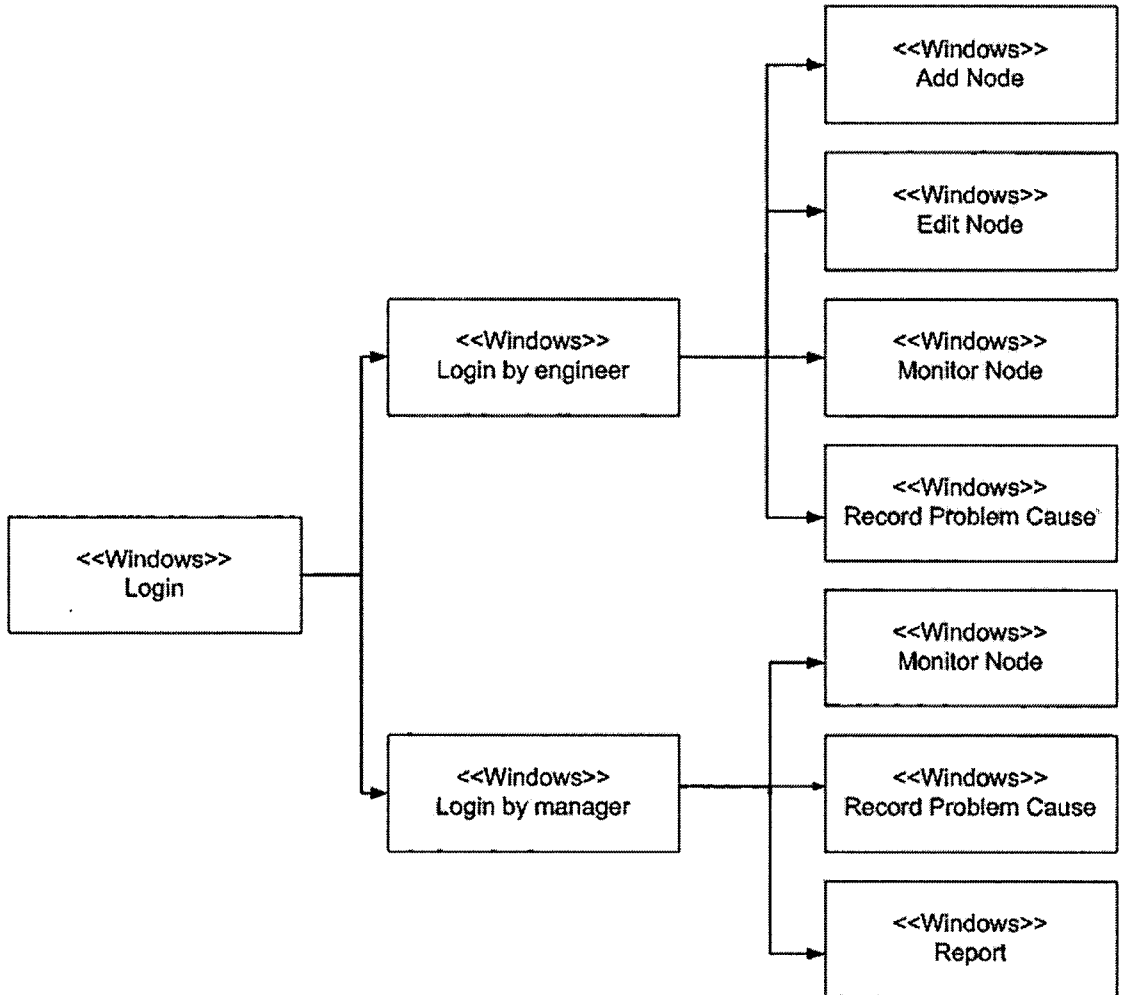 <<Windows>>
Add Node
<<Windows>>
Edit Node
<<Windows>>
Monitor Node
<<Windows>>
Record Problem Cause
<<Windows>>
Login by engineer
<<Windows>>
Login
<<Windows>>
Login by manager
<<Windows>>
Monitor Node
<<Windows>>
Record Problem Cause
<<Windows>>
Report